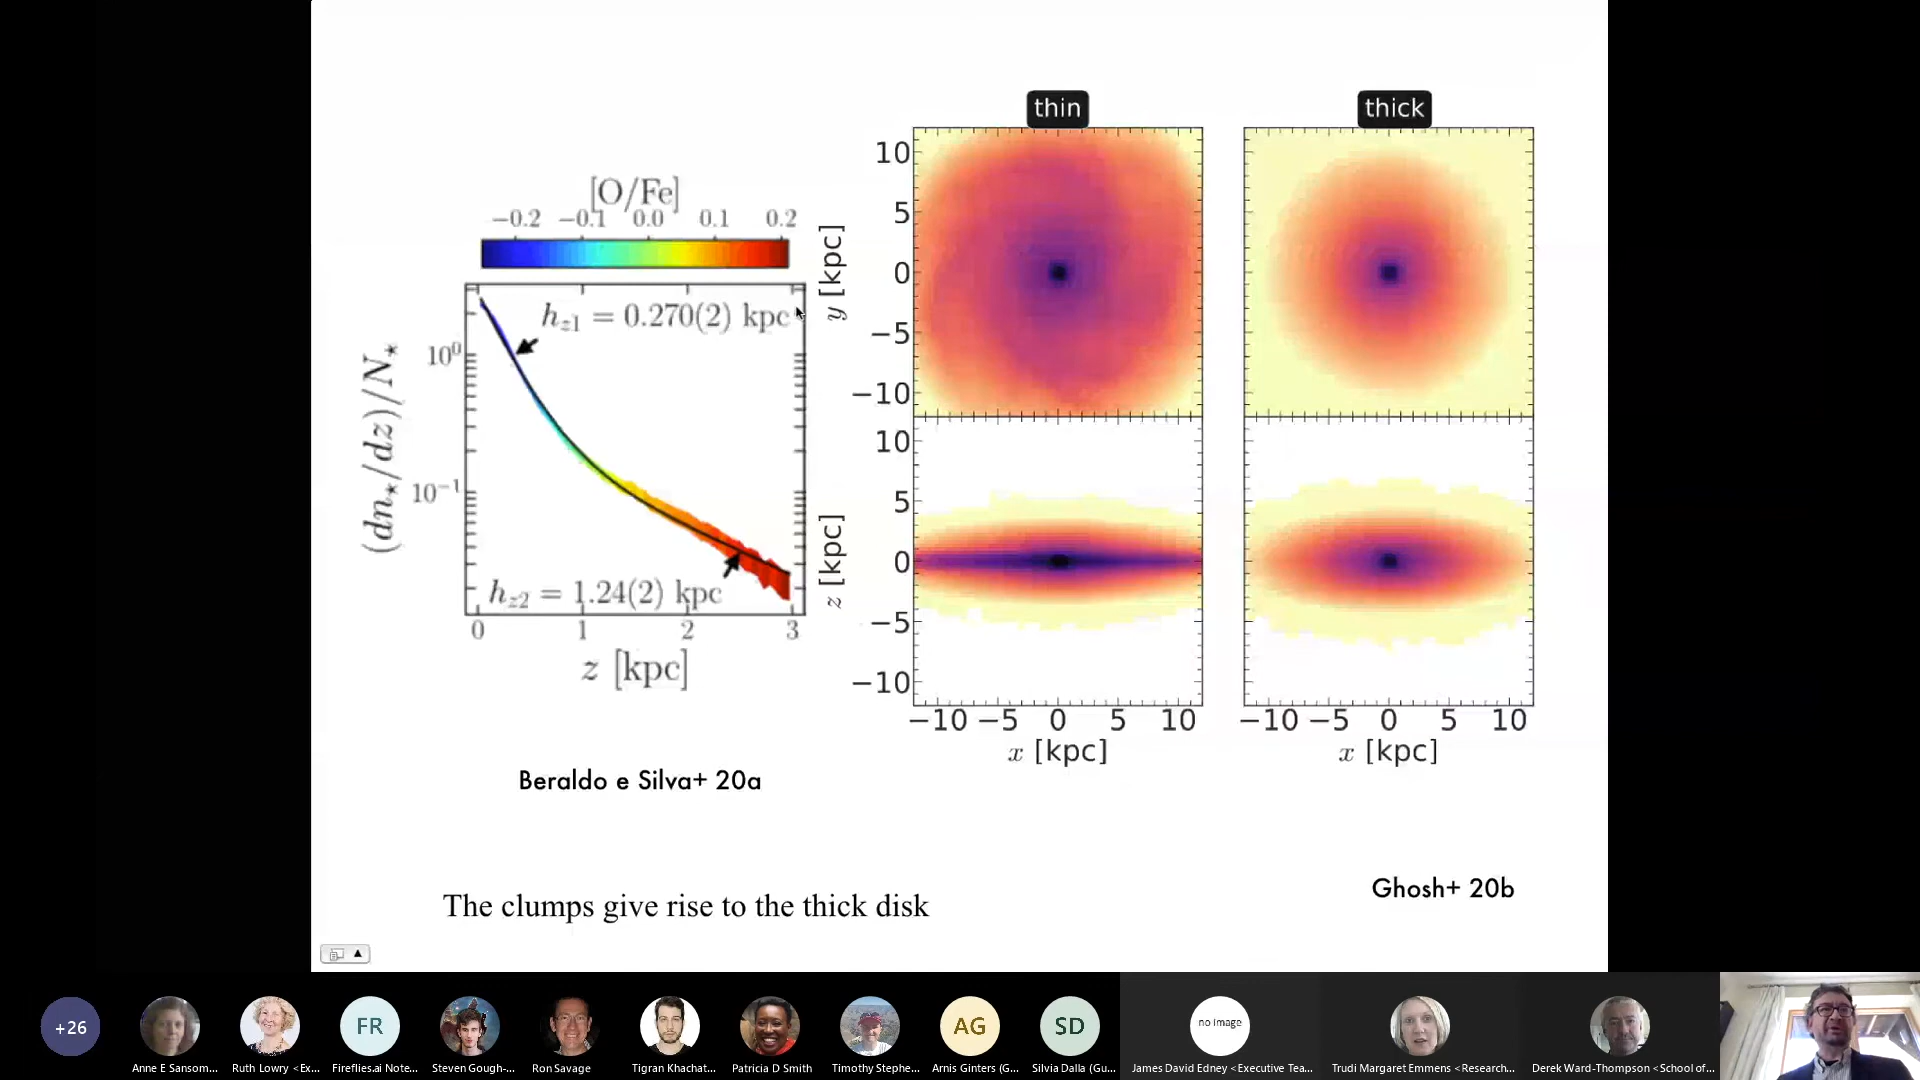 thin
thick
[O/Fe]
−0.2 −0.1 0.0 0.1 0.2
h_{z1} = 0.270(2) kpc
h_{z2} = 1.24(2) kpc
(dn⋆/dz)/N⋆
10⁰
10⁻¹
0 1 2 3
z [kpc]
y [kpc]
10
5
0
−5
−10
z [kpc]
10
5
0
−5
−10
−10 −5 0 5 10
x [kpc]
−10 −5 0 5 10
x [kpc]
Beraldo e Silva+ 20a
Ghosh+ 20b
The clumps give rise to the thick disk
+26
FR
AG
SD
no image
Anne E Sansom...
Ruth Lowry <Ex...
Fireflies.ai Note...
Steven Gough-...
Ron Savage
Tigran Khachat...
Patricia D Smith
Timothy Stephe...
Arnis Ginters (G...
Silvia Dalla (Gu...
James David Edney <Executive Tea...
Trudi Margaret Emmens <Research...
Derek Ward-Thompson <School of...